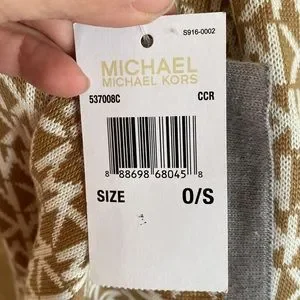 S916-0002
MICHAEL
MICHAEL KORS
537008C CCR
8 88698 68045 8
SIZE O/S